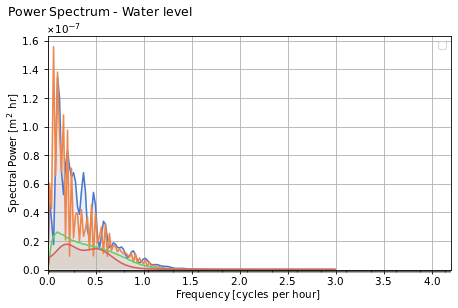 Power Spectrum - Water level
×10⁻⁷
1.6
1.4
1.2
1.0
0.8
0.6
0.4
0.2
0.0
Spectral Power [m² hr]
0.0 0.5 1.0 1.5 2.0 2.5 3.0 3.5 4.0
Frequency [cycles per hour]